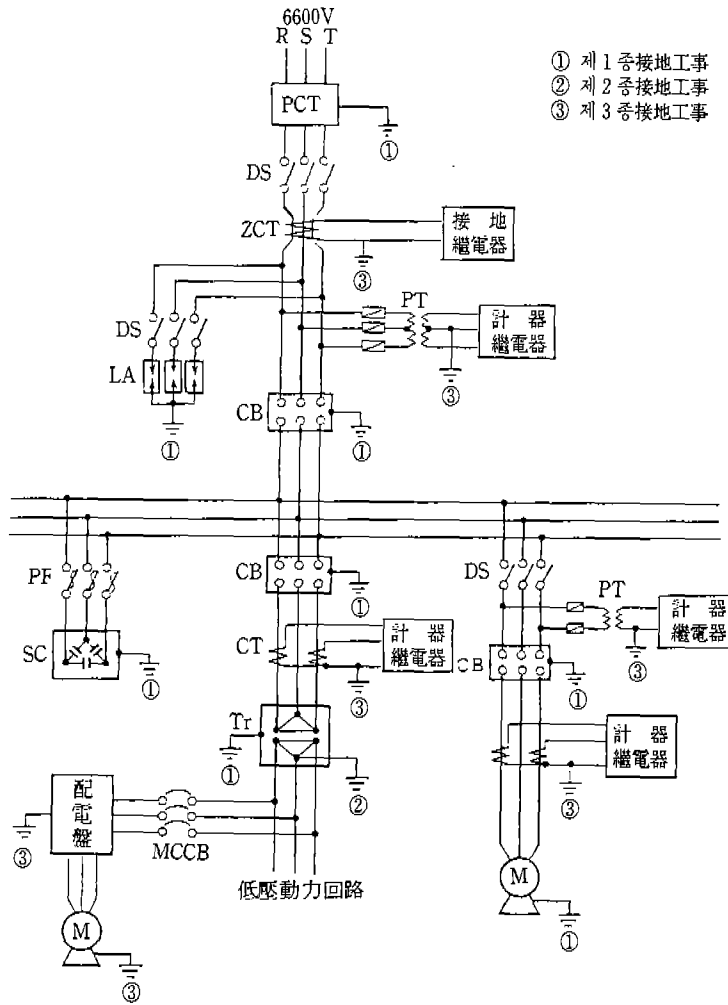 6600V
R S T
① 제1종接地工事
② 제2종接地工事
③ 제3종接地工事
PCT
①
DS
ZCT
接地
繼電器
③
DS
PT
計器
繼電器
③
LA
①
CB
①
PF
CB
①
DS
PT
計器
繼電器
③
SC
①
CT
計器
繼電器
③
CB
①
Tr
①
②
計器
繼電器
③
配電盤
③
MCCB
低壓動力回路
M
③
M
①